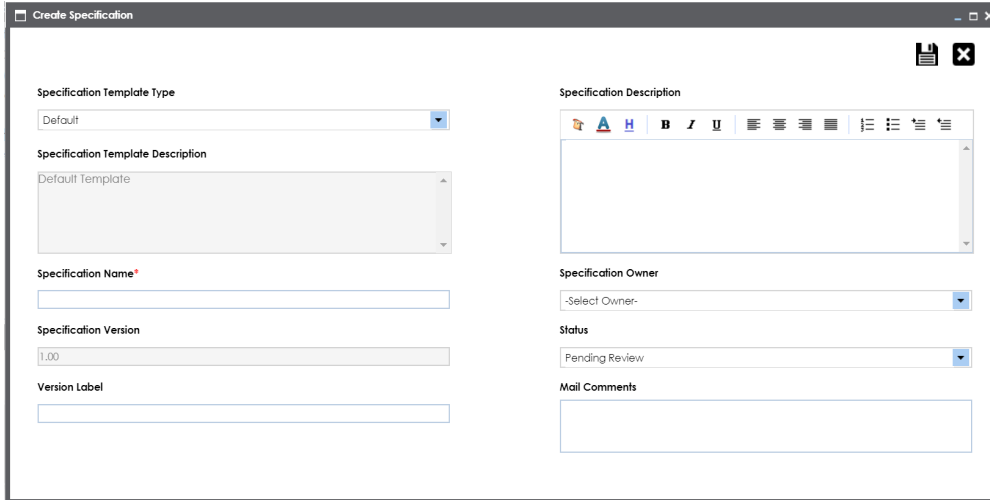 Create Specification
Specification Template Type
Default
Specification Template Description
Default Template
Specification Name*
Specification Version
1.00
Version Label
Specification Description
A H B I U
Specification Owner
-Select Owner-
Status
Pending Review
Mail Comments